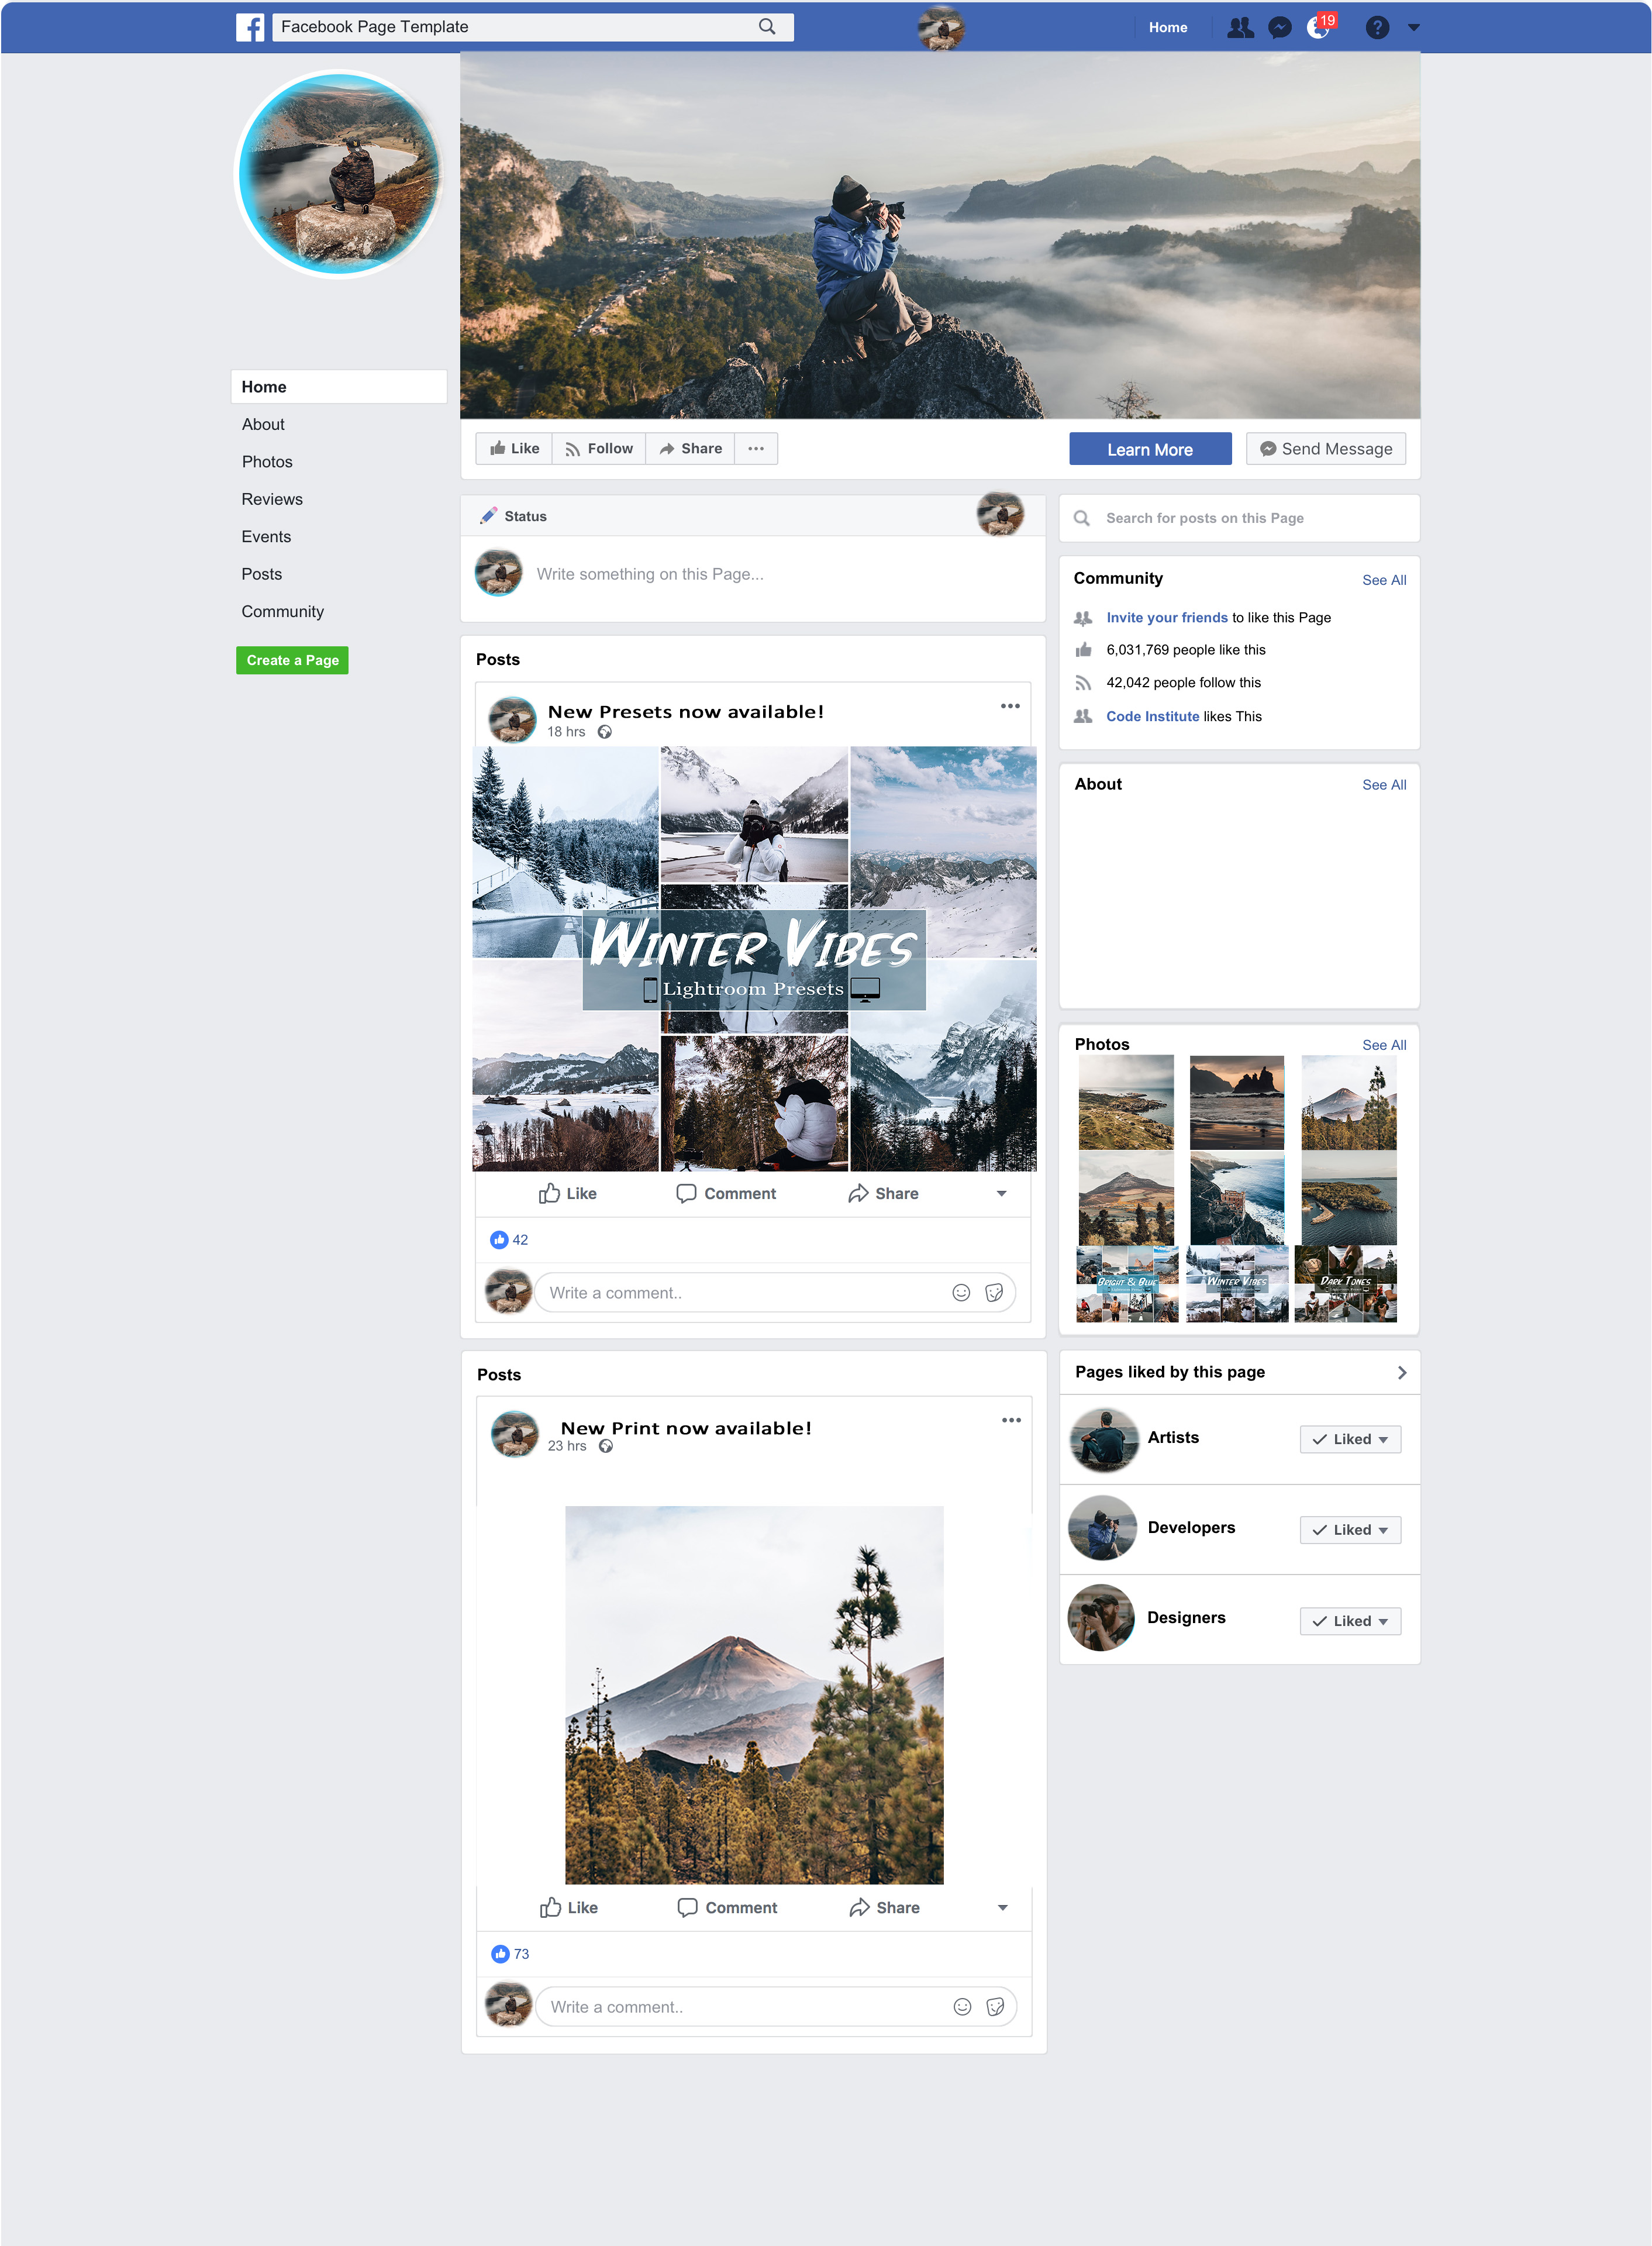 f
Facebook Page Template
Home
19
?
Home
About
Photos
Reviews
Events
Posts
Community
Create a Page
Like
Follow
Share
Learn More
Send Message
Status
Write something on this Page...
Posts
New Presets now available!
18 hrs
WINTER VIBES
Lightroom Presets
Like
Comment
Share
42
Write a comment..
Posts
New Print now available!
23 hrs
Like
Comment
Share
73
Write a comment..
Search for posts on this Page
Community
See All
Invite your friends to like this Page
6,031,769 people like this
42,042 people follow this
Code Institute likes This
About
See All
Photos
See All
BRIGHT & BLUE
WINTER VIBES
DARK TONES
Pages liked by this page
Artists
Liked
Developers
Liked
Designers
Liked